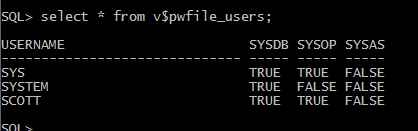 SQL> select * from v$pwfile_users;
USERNAME SYSDB SYSOP SYSAS
------------------------------ ----- ----- -----
SYS TRUE TRUE FALSE
SYSTEM TRUE FALSE FALSE
SCOTT TRUE TRUE FALSE
SQL>